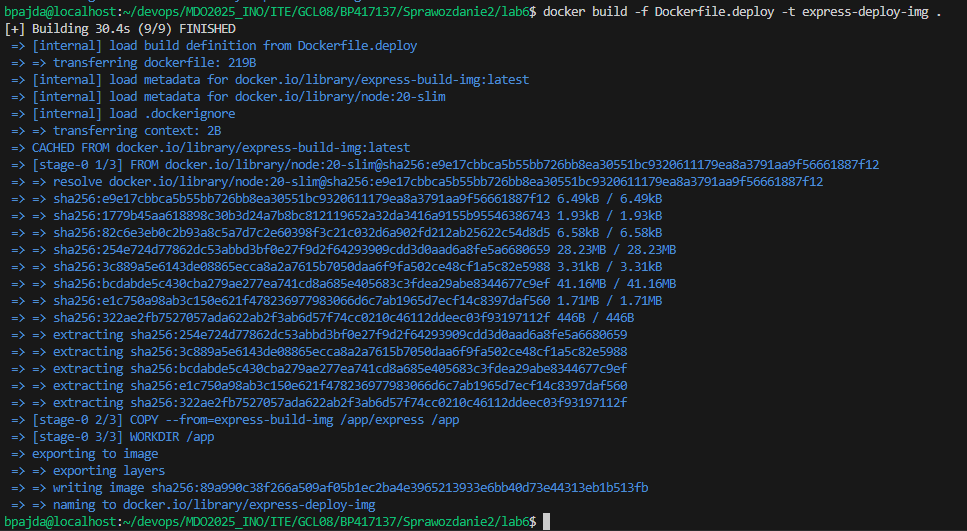 bpajda@localhost:~/devops/MDO2025_INO/ITE/GCL08/BP417137/Sprawozdanie2/lab6$ docker build -f Dockerfile.deploy -t express-deploy-img .
[+] Building 30.4s (9/9) FINISHED
=> [internal] load build definition from Dockerfile.deploy
=> => transferring dockerfile: 219B
=> [internal] load metadata for docker.io/library/express-build-img:latest
=> [internal] load metadata for docker.io/library/node:20-slim
=> [internal] load .dockerignore
=> => transferring context: 2B
=> CACHED FROM docker.io/library/express-build-img:latest
=> [stage-0 1/3] FROM docker.io/library/node:20-slim@sha256:e9e17cbbca5b55bb726bb8ea30551bc9320611179ea8a3791aa9f56661887f12
=> => resolve docker.io/library/node:20-slim@sha256:e9e17cbbca5b55bb726bb8ea30551bc9320611179ea8a3791aa9f56661887f12
=> => sha256:e9e17cbbca5b55bb726bb8ea30551bc9320611179ea8a3791aa9f56661887f12 6.49kB / 6.49kB
=> => sha256:1779b45aa618898c30b3d24a7b8bc812119652a32da3416a9155b95546386743 1.93kB / 1.93kB
=> => sha256:82c6e3eb0c2b93a8c5a7d7c2e60398f3c21c032d6a902fd212ab25622c54d8d5 6.58kB / 6.58kB
=> => sha256:254e724d77862dc53abbd3bf0e27f9d2f64293909cdd3d0aad6a8fe5a6680659 28.23MB / 28.23MB
=> => sha256:3c889a5e6143de08865ecca8a2a7615b7050daa6f9fa502ce48cf1a5c82e5988 3.31kB / 3.31kB
=> => sha256:bcdabde5c430cba279ae277ea741cd8a685e405683c3fdea29abe8344677c9ef 41.16MB / 41.16MB
=> => sha256:e1c750a98ab3c150e621f478236977983066d6c7ab1965d7ecf14c8397daf560 1.71MB / 1.71MB
=> => sha256:322ae2fb7527057ada622ab2f3ab6d57f74cc0210c46112ddeec03f93197112f 446B / 446B
=> => extracting sha256:254e724d77862dc53abbd3bf0e27f9d2f64293909cdd3d0aad6a8fe5a6680659
=> => extracting sha256:3c889a5e6143de08865ecca8a2a7615b7050daa6f9fa502ce48cf1a5c82e5988
=> => extracting sha256:bcdabde5c430cba279ae277ea741cd8a685e405683c3fdea29abe8344677c9ef
=> => extracting sha256:e1c750a98ab3c150e621f478236977983066d6c7ab1965d7ecf14c8397daf560
=> => extracting sha256:322ae2fb7527057ada622ab2f3ab6d57f74cc0210c46112ddeec03f93197112f
=> [stage-0 2/3] COPY --from=express-build-img /app/express /app
=> [stage-0 3/3] WORKDIR /app
=> exporting to image
=> => exporting layers
=> => writing image sha256:89a990c38f266a509af05b1ec2ba4e3965213933e6bb40d73e44313eb1b513fb
=> => naming to docker.io/library/express-deploy-img
bpajda@localhost:~/devops/MDO2025_INO/ITE/GCL08/BP417137/Sprawozdanie2/lab6$